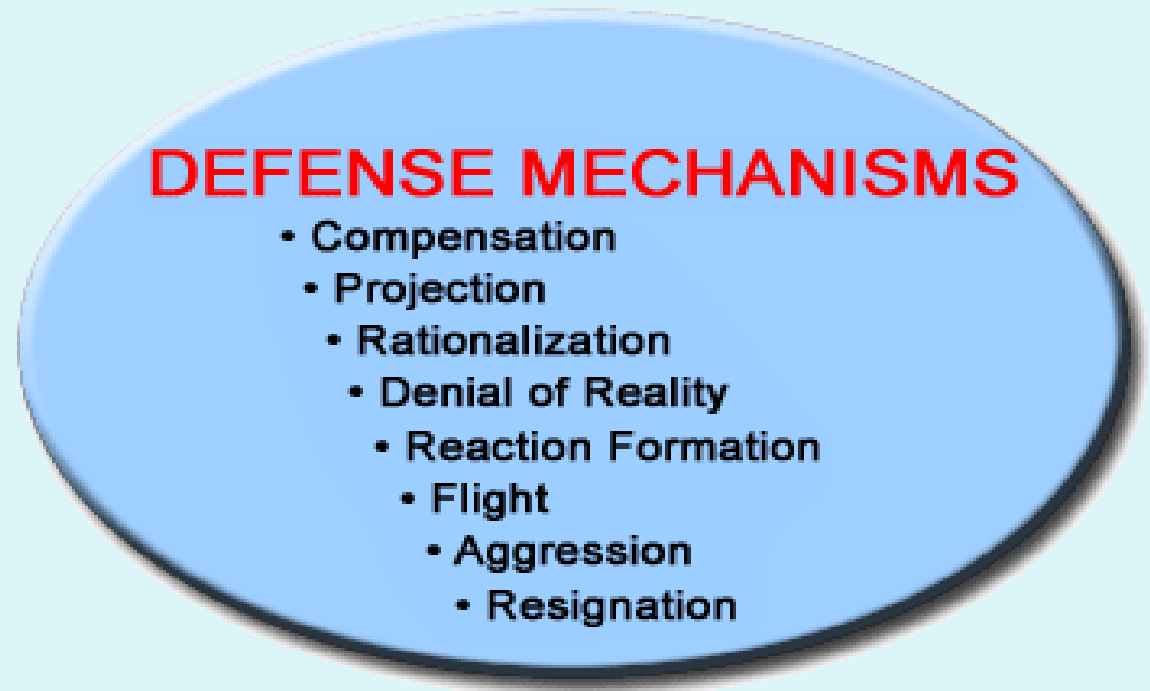 DEFENSE MECHANISMS
• Compensation
• Projection
• Rationalization
• Denial of Reality
• Reaction Formation
• Flight
• Aggression
• Resignation